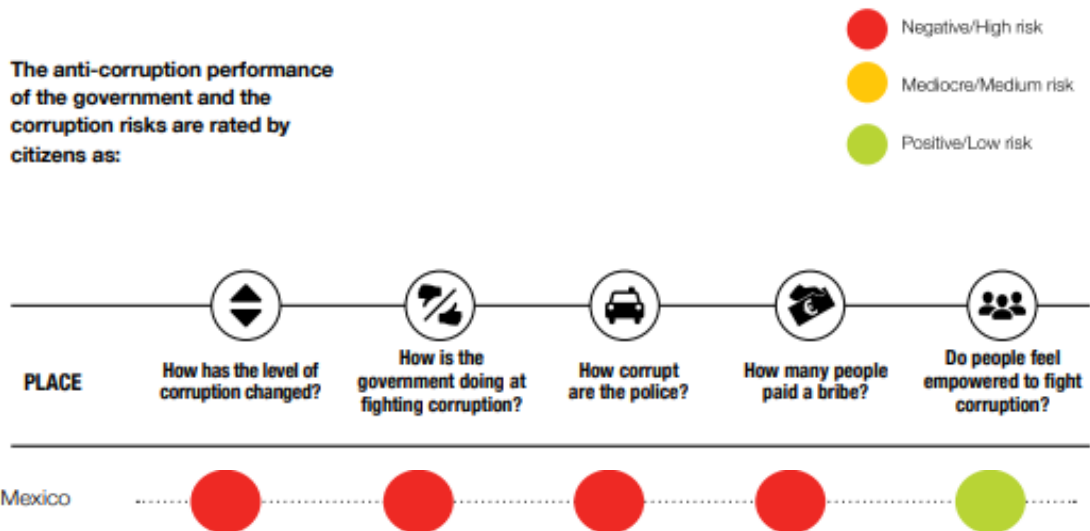 Negative/High risk
The anti-corruption performance
of the government and the
corruption risks are rated by
citizens as:
Mediocre/Medium risk
Positive/Low risk
PLACE
How has the level of
corruption changed?
How is the
government doing at
fighting corruption?
How corrupt
are the police?
How many people
paid a bribe?
Do people feel
empowered to fight
corruption?
Mexico